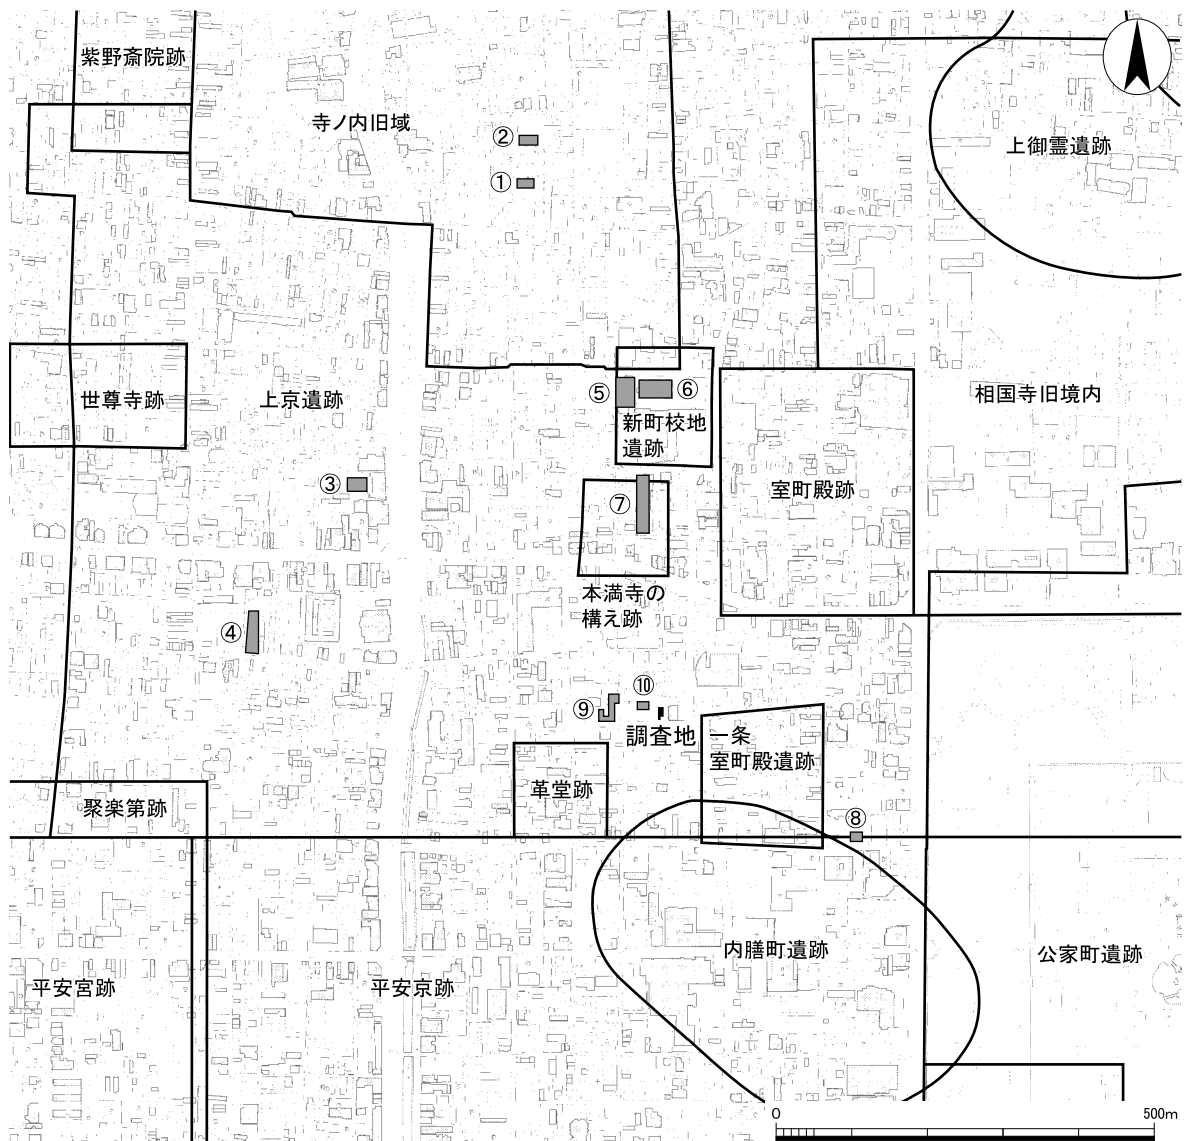 紫野斎院跡
寺ノ内旧域
②
①
上御霊遺跡
世尊寺跡
上京遺跡
⑤
⑥
新町校地
遺跡
相国寺旧境内
③
⑦
室町殿跡
本満寺の
構え跡
④
⑨
⑩
調査地
一条
室町殿遺跡
革堂跡
聚楽第跡
⑧
内膳町遺跡
公家町遺跡
平安宮跡
平安京跡
0
500m